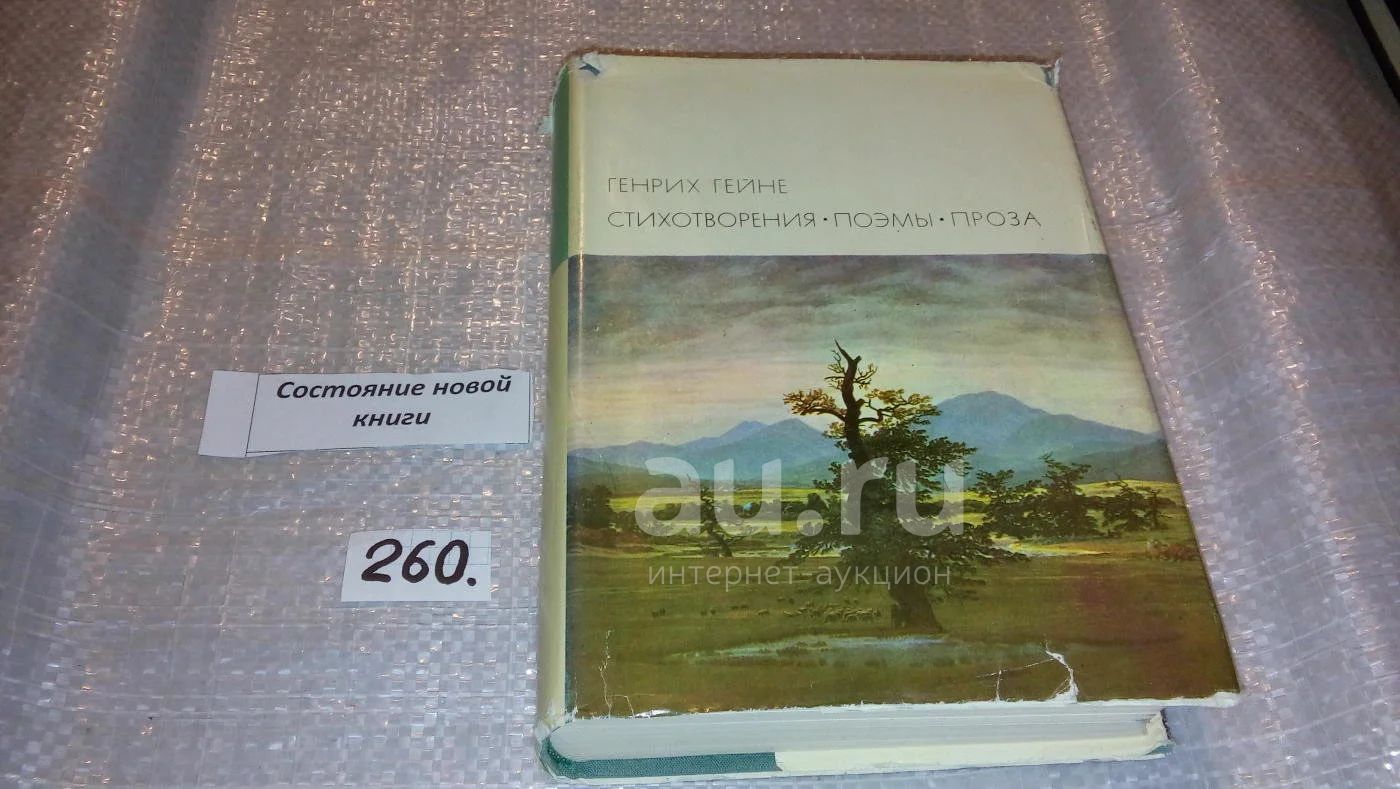 ГЕНРИХ ГЕЙНЕ
СТИХОТВОРЕНИЯ · ПОЭМЫ · ПРОЗА
Состояние новой
книги
au.ru
интернет-аукцион
260.